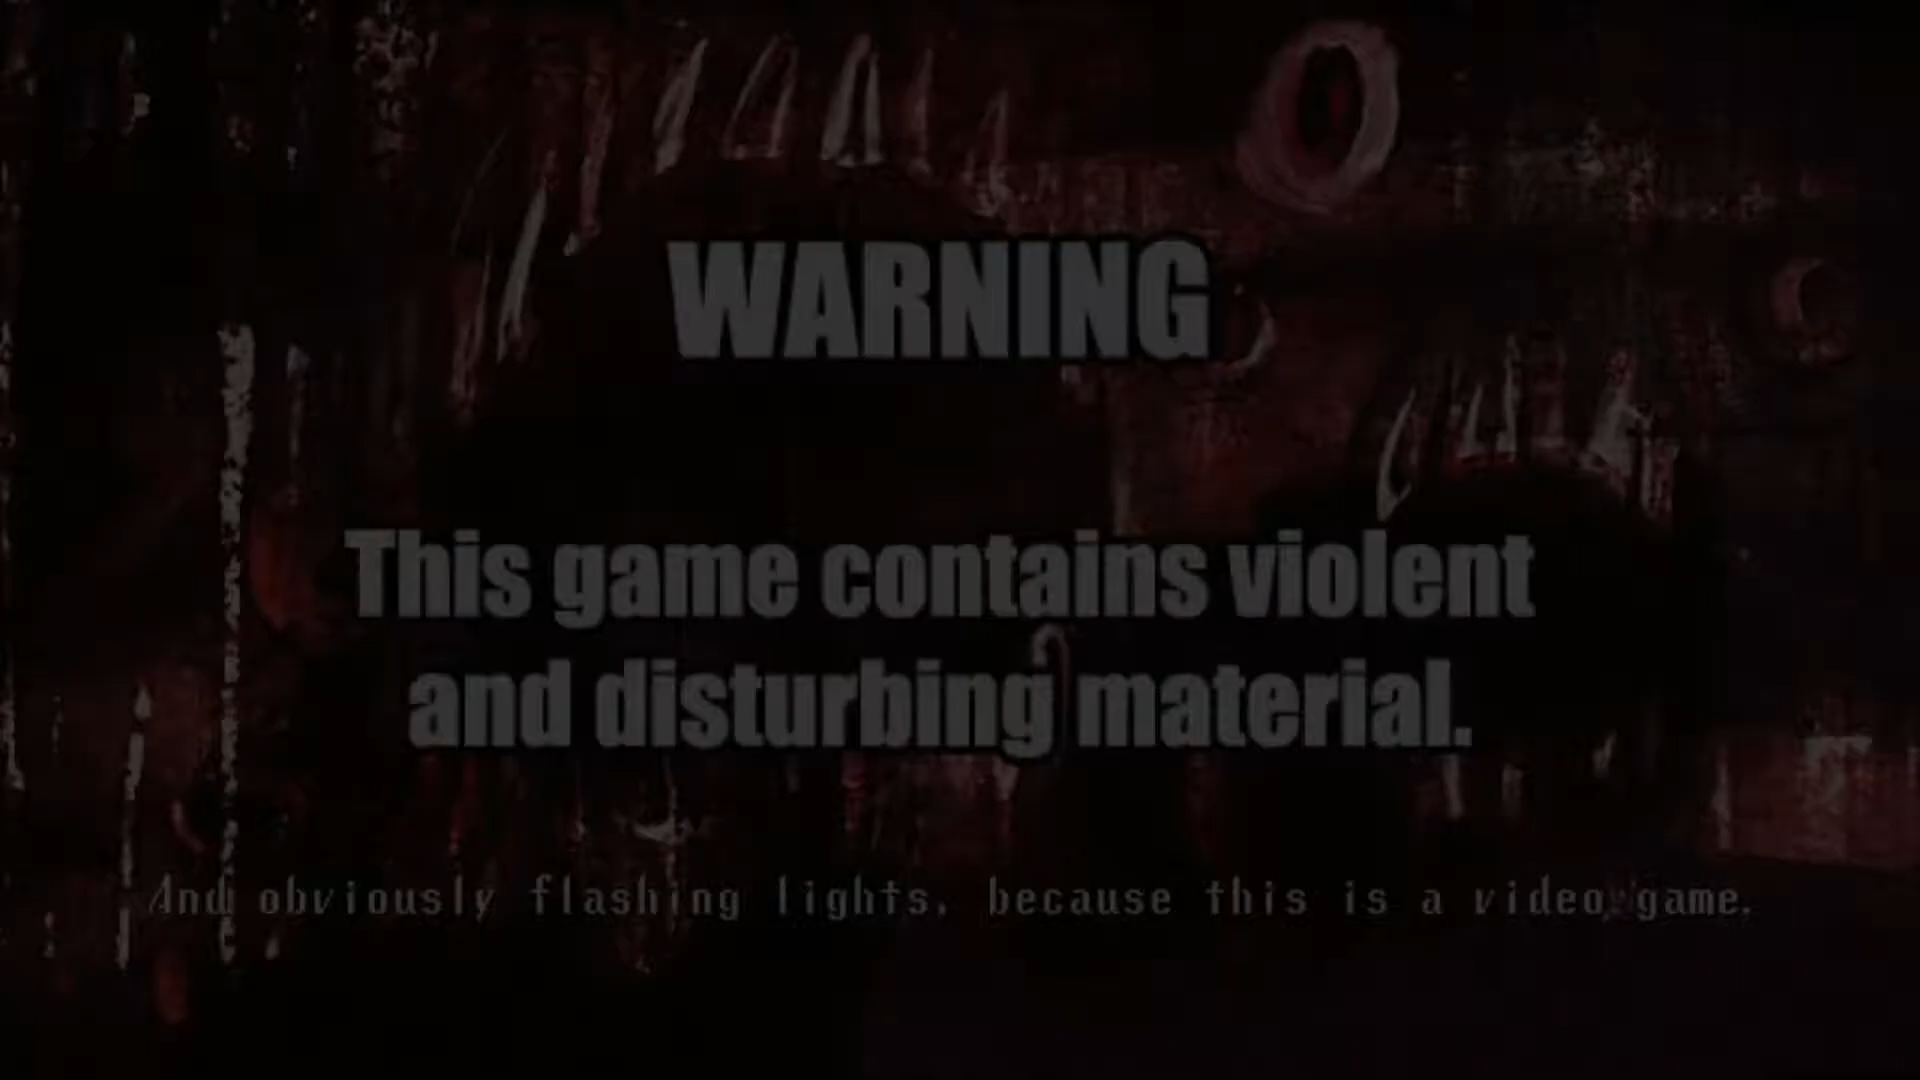 WARNING
This game contains violent
and disturbing material.
And obviously flashing lights, because this is a video game.